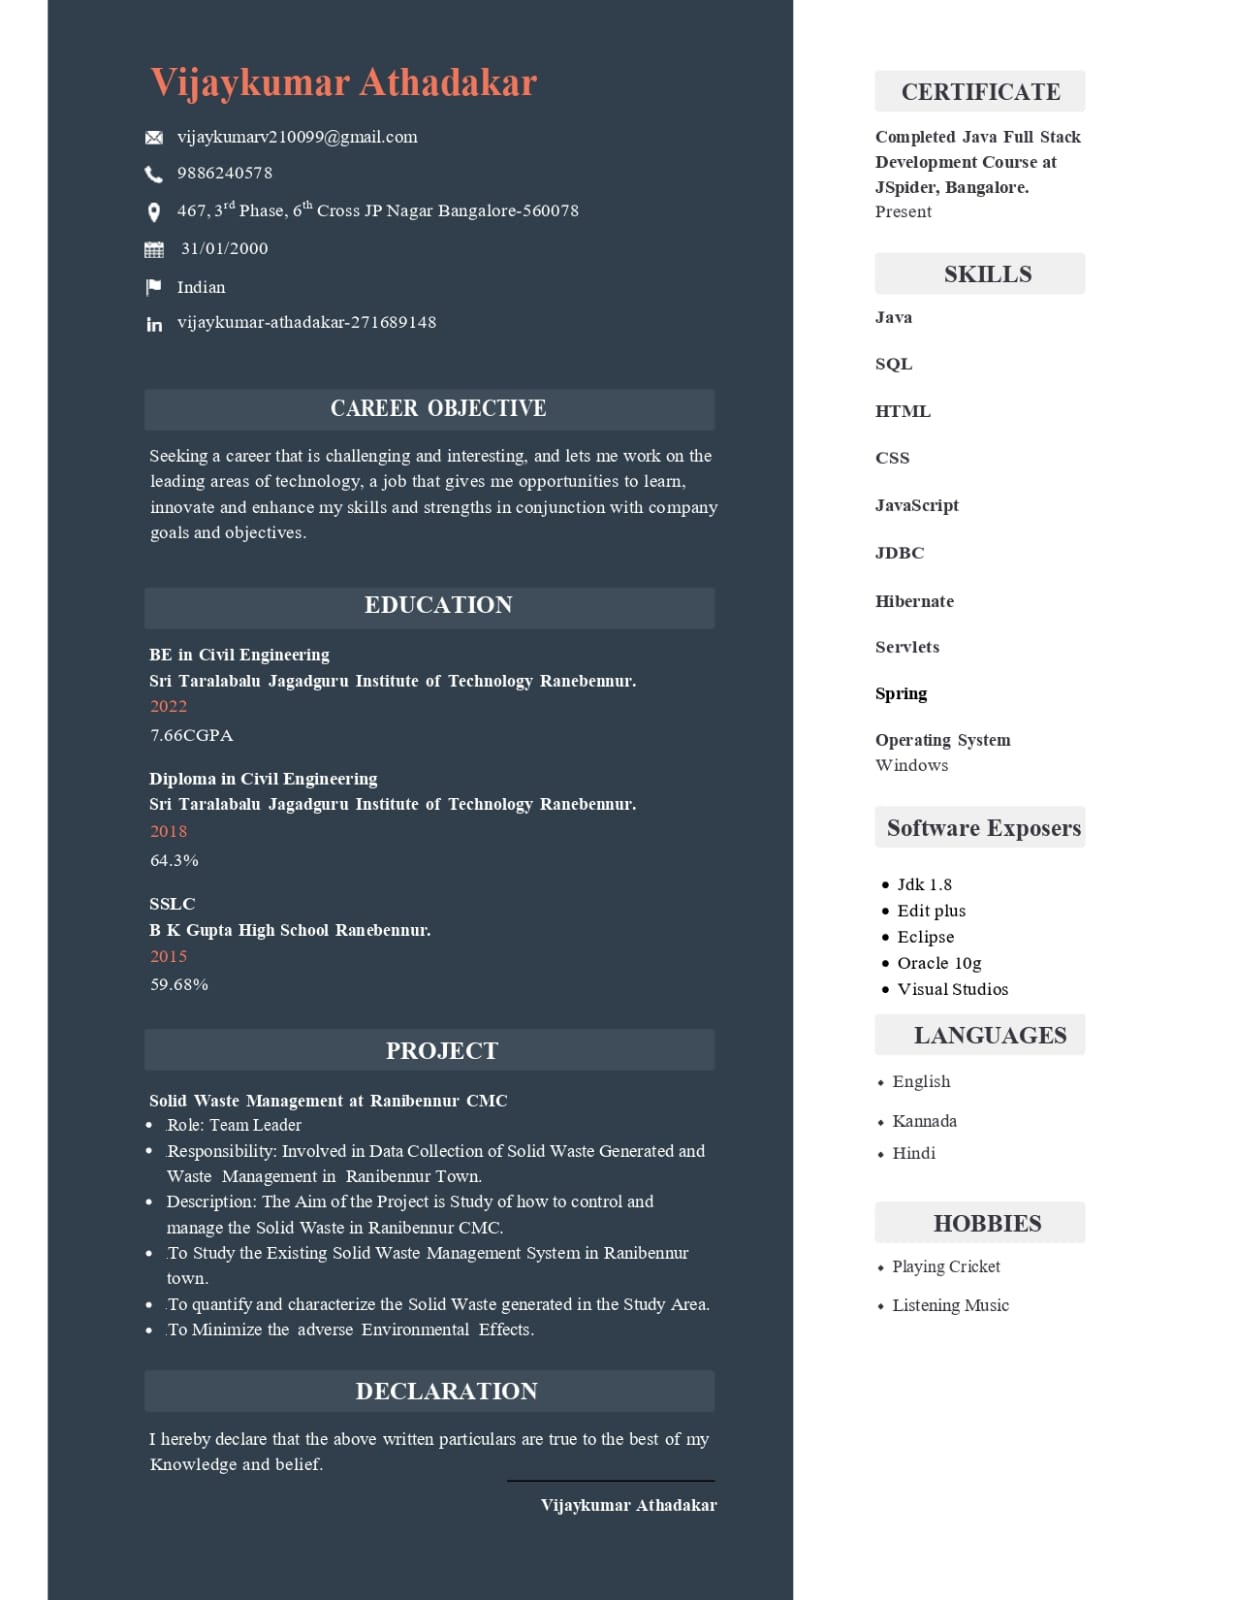 Vijaykumar Athadakar
vijaykumarv210099@gmail.com
9886240578
467, 3rd Phase, 6th Cross JP Nagar Bangalore-560078
31/01/2000
Indian
in vijaykumar-athadakar-271689148
CAREER OBJECTIVE
Seeking a career that is challenging and interesting, and lets me work on the
leading areas of technology, a job that gives me opportunities to learn,
innovate and enhance my skills and strengths in conjunction with company
goals and objectives.
EDUCATION
BE in Civil Engineering
Sri Taralabalu Jagadguru Institute of Technology Ranebennur.
2022
7.66CGPA
Diploma in Civil Engineering
Sri Taralabalu Jagadguru Institute of Technology Ranebennur.
2018
64.3%
SSLC
B K Gupta High School Ranebennur.
2015
59.68%
PROJECT
Solid Waste Management at Ranibennur CMC
• Role: Team Leader
• Responsibility: Involved in Data Collection of Solid Waste Generated and
Waste Management in Ranibennur Town.
• Description: The Aim of the Project is Study of how to control and
manage the Solid Waste in Ranibennur CMC.
• To Study the Existing Solid Waste Management System in Ranibennur
town.
• To quantify and characterize the Solid Waste generated in the Study Area.
• To Minimize the adverse Environmental Effects.
DECLARATION
I hereby declare that the above written particulars are true to the best of my
Knowledge and belief.
Vijaykumar Athadakar
CERTIFICATE
Completed Java Full Stack
Development Course at
JSpider, Bangalore.
Present
SKILLS
Java
SQL
HTML
CSS
JavaScript
JDBC
Hibernate
Servlets
Spring
Operating System
Windows
Software Exposers
• Jdk 1.8
• Edit plus
• Eclipse
• Oracle 10g
• Visual Studios
LANGUAGES
• English
• Kannada
• Hindi
HOBBIES
• Playing Cricket
• Listening Music